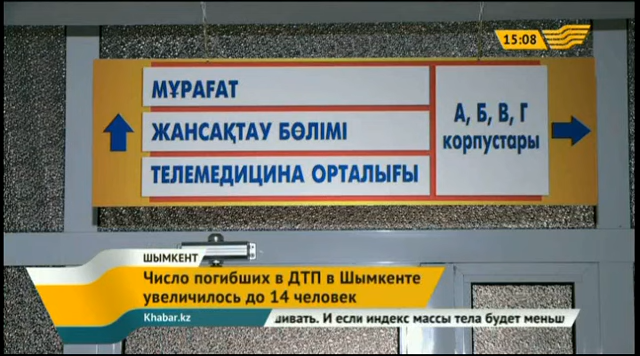 15:08
МҰРАҒАТ
ЖАНСАҚТАУ БӨЛІМІ
ТЕЛЕМЕДИЦИНА ОРТАЛЫҒЫ
А, Б, В, Г
корпустары
ШЫМКЕНТ
Число погибших в ДТП в Шымкенте
увеличилось до 14 человек
Khabar.kz
ивать. И если индекс массы тела будет меньш